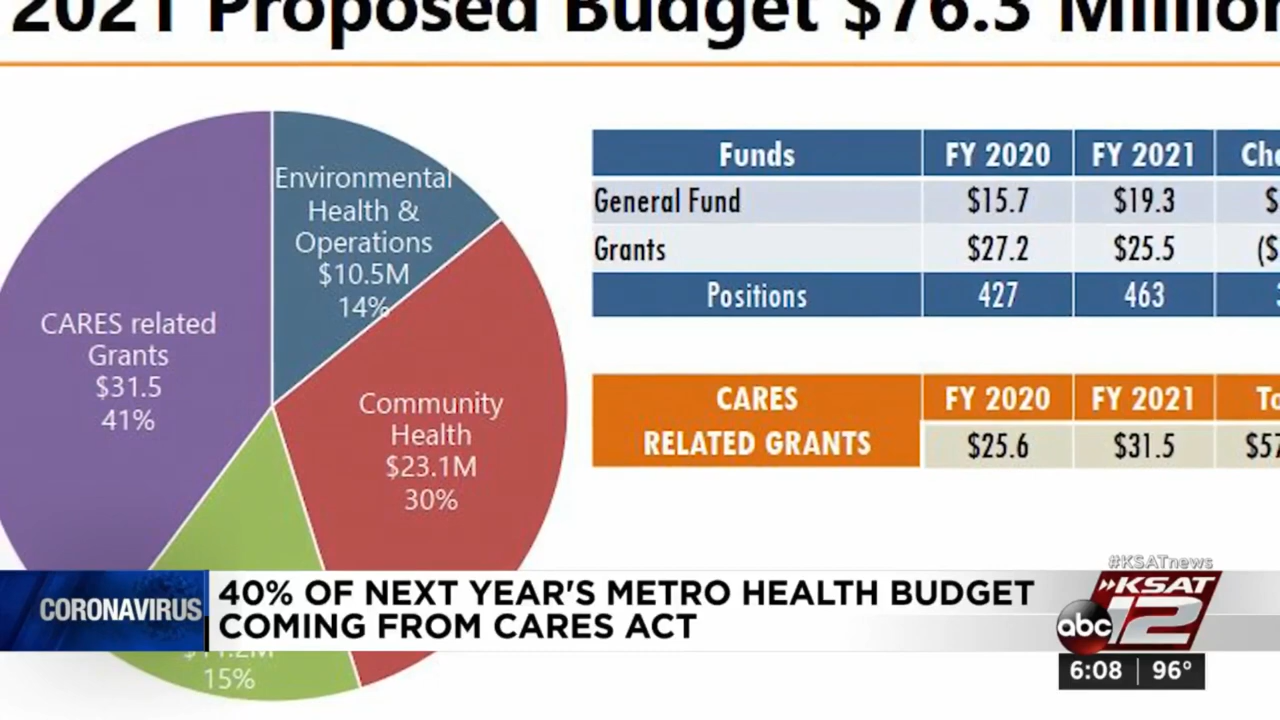 2021 Proposed Budget $76.3 Million
Environmental
Health &
Operations
$10.5M
14%
CARES related
Grants
$31.5
41%
Community
Health
$23.1M
30%
15%
Funds FY 2020 FY 2021
General Fund $15.7 $19.3 $
Grants $27.2 $25.5 ($
Positions 427 463
CARES FY 2020 FY 2021
RELATED GRANTS $25.6 $31.5 $57
#KSATnews
CORONAVIRUS
40% OF NEXT YEAR'S METRO HEALTH BUDGET
COMING FROM CARES ACT
KSAT
abc 12
6:08 96°